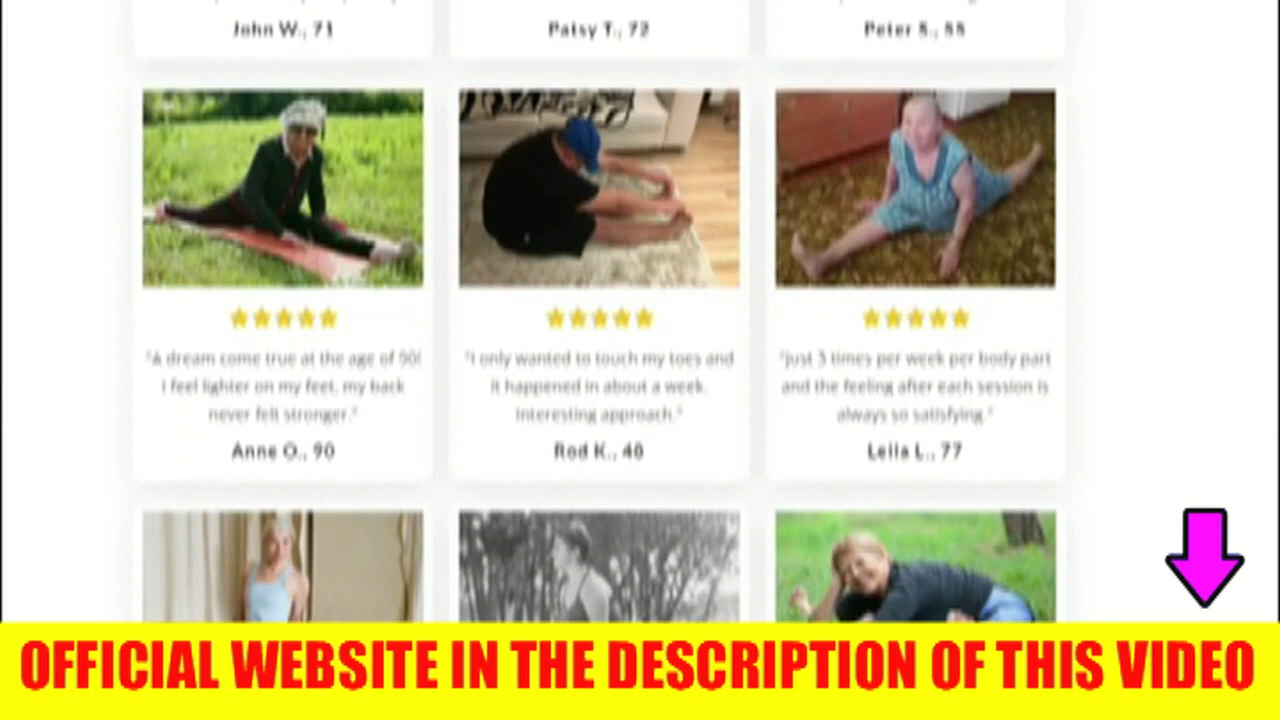 John W., 71
Patsy T., 72
Peter S., 55
"A dream come true at the age of 90!
I feel lighter on my feet, my back
never felt stronger."
Anne O., 90
"I only wanted to touch my toes and
it happened in about a week.
Interesting approach."
Rod K., 48
"Just 3 times per week per body part
and the feeling after each session is
always so satisfying."
Leila L., 77
OFFICIAL WEBSITE IN THE DESCRIPTION OF THIS VIDEO